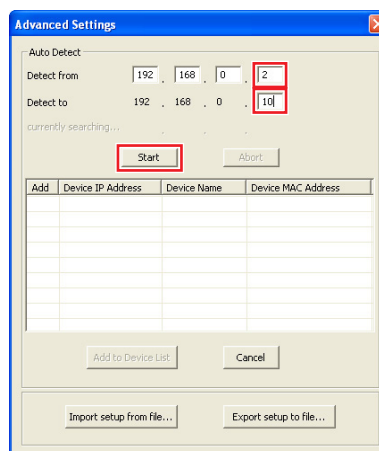 Advanced Settings
Auto Detect
Detect from 192 . 168 . 0 . 2
Detect to 192 . 168 . 0 . 10
currently searching... . . .
Start Abort
Add Device IP Address Device Name Device MAC Address
Add to Device List Cancel
Import setup from file... Export setup to file...